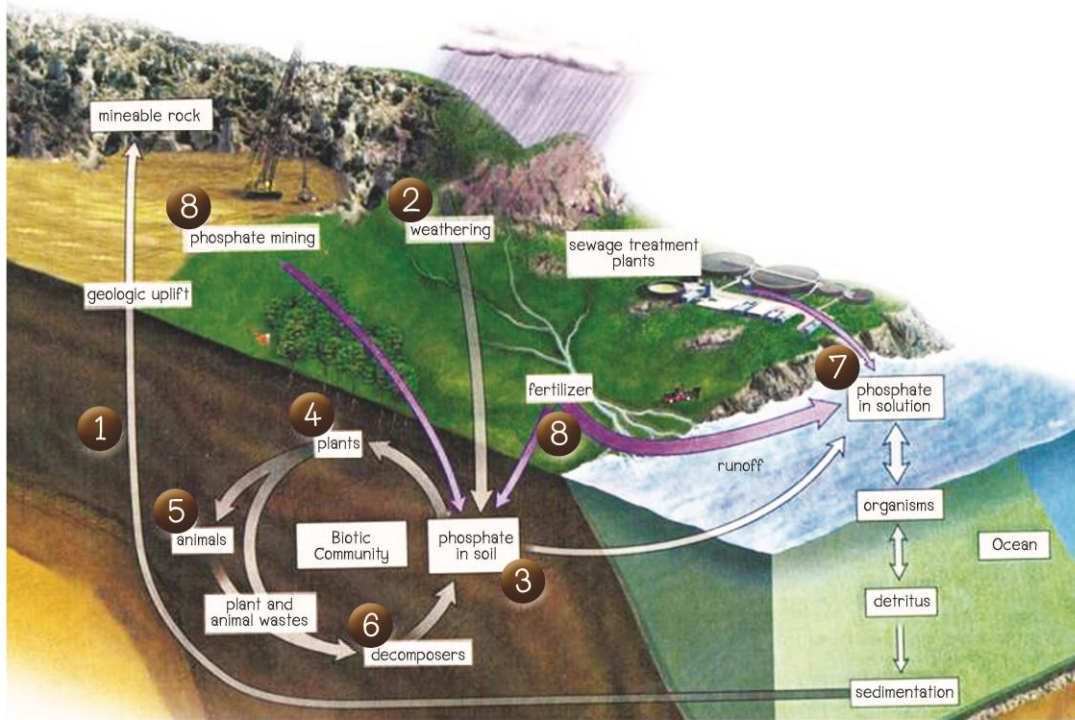 mineable rock
8
phosphate mining
2
weathering
sewage treatment
plants
geologic uplift
7
phosphate
in solution
fertilizer
8
1
4
plants
runoff
5
animals
Biotic
Community
phosphate
in soil
3
organisms
Ocean
plant and
animal wastes
6
decomposers
detritus
sedimentation